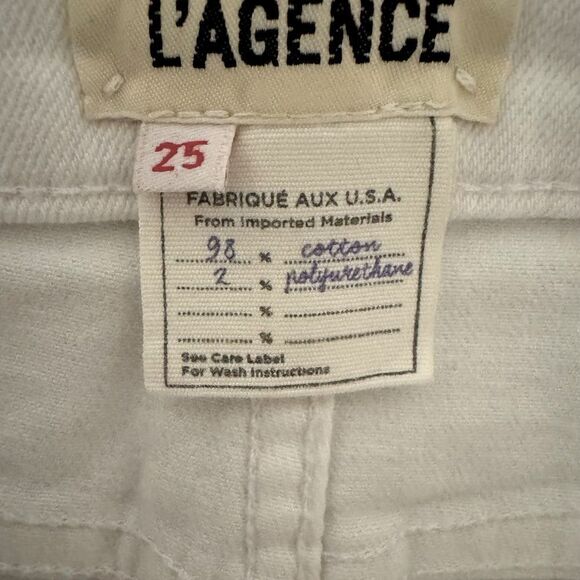 L'AGENCE
25
FABRIQUÉ AUX U.S.A.
From Imported Materials
98 % cotton
2 % polyurethane
%
%
See Care Label
For Wash Instructions